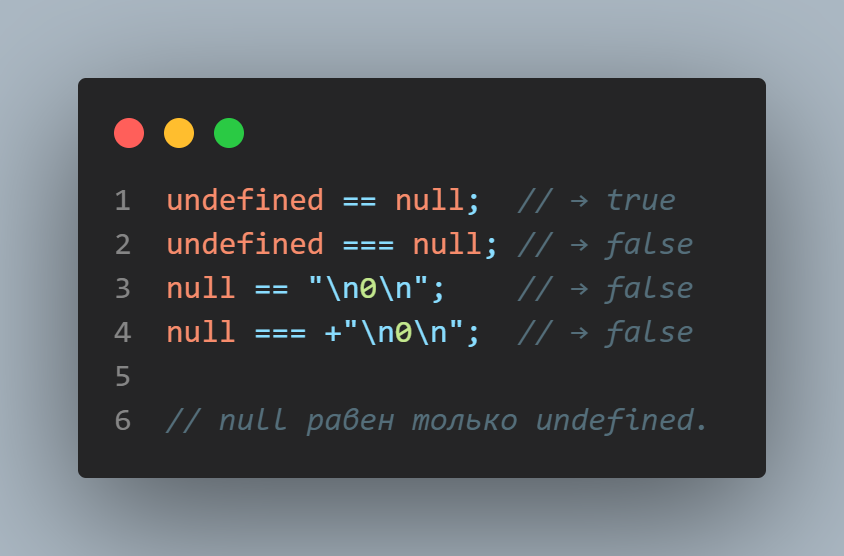 1 undefined == null; // → true
2 undefined === null; // → false
3 null == "\n0\n"; // → false
4 null === +"\n0\n"; // → false
5
6 // null равен только undefined.